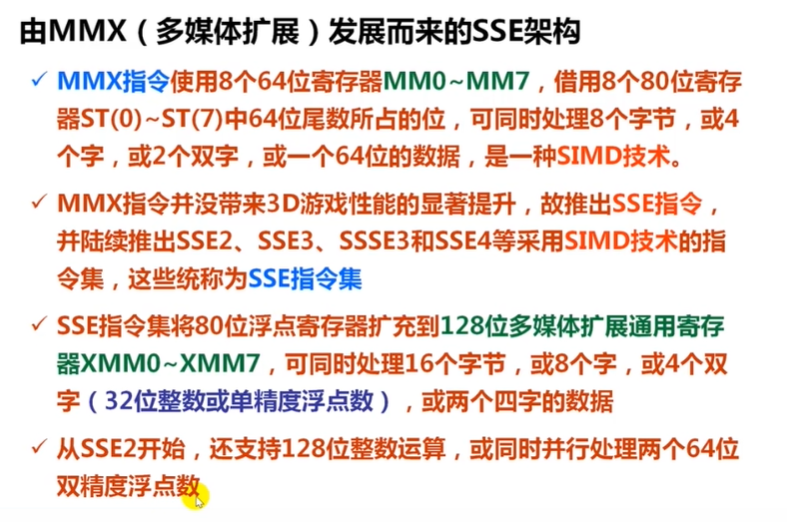 由MMX（多媒体扩展）发展而来的SSE架构
✓ MMX指令使用8个64位寄存器MM0~MM7，借用8个80位寄存
器ST(0)~ST(7)中64位尾数所占的位，可同时处理8个字节，或4
个字，或2个双字，或一个64位的数据，是一种SIMD技术。
✓ MMX指令并没带来3D游戏性能的显著提升，故推出SSE指令，
并陆续推出SSE2、SSE3、SSSE3和SSE4等采用SIMD技术的指
令集，这些统称为SSE指令集
✓ SSE指令集将80位浮点寄存器扩充到128位多媒体扩展通用寄存
器XMM0~XMM7，可同时处理16个字节，或8个字，或4个双
字（32位整数或单精度浮点数），或两个四字的数据
✓ 从SSE2开始，还支持128位整数运算，或同时并行处理两个64位
双精度浮点数